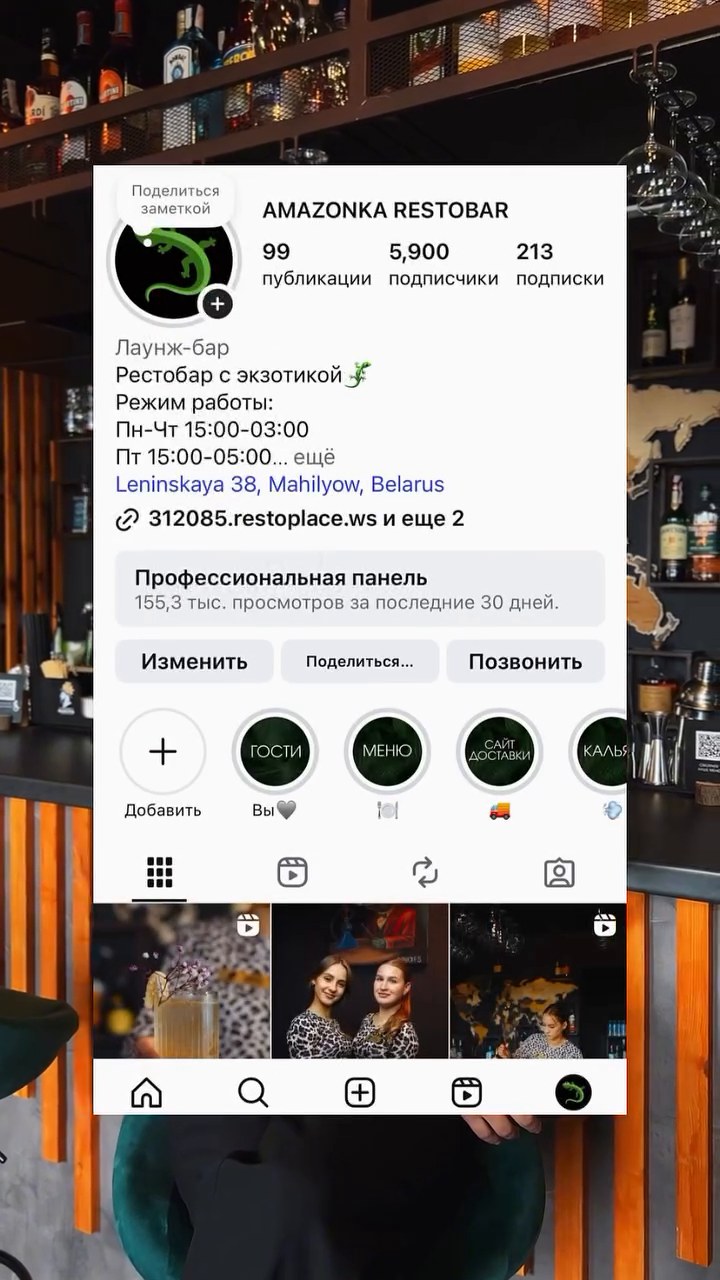 Поделиться
заметкой
AMAZONKA RESTOBAR
99
5,900
213
публикации
подписчики
подписки
Лаунж-бар
Рестобар с экзотикой
Режим работы:
Пн-Чт 15:00-03:00
Пт 15:00-05:00... ещё
Leninskaya 38, Mahilyow, Belarus
312085.restoplace.ws и еще 2
Профессиональная панель
155,3 тыс. просмотров за последние 30 дней.
Изменить
Поделиться...
Позвонить
ГОСТИ
МЕНЮ
САЙТ
ДОСТАВКИ
КАЛЬЯ
Добавить
Вы🖤